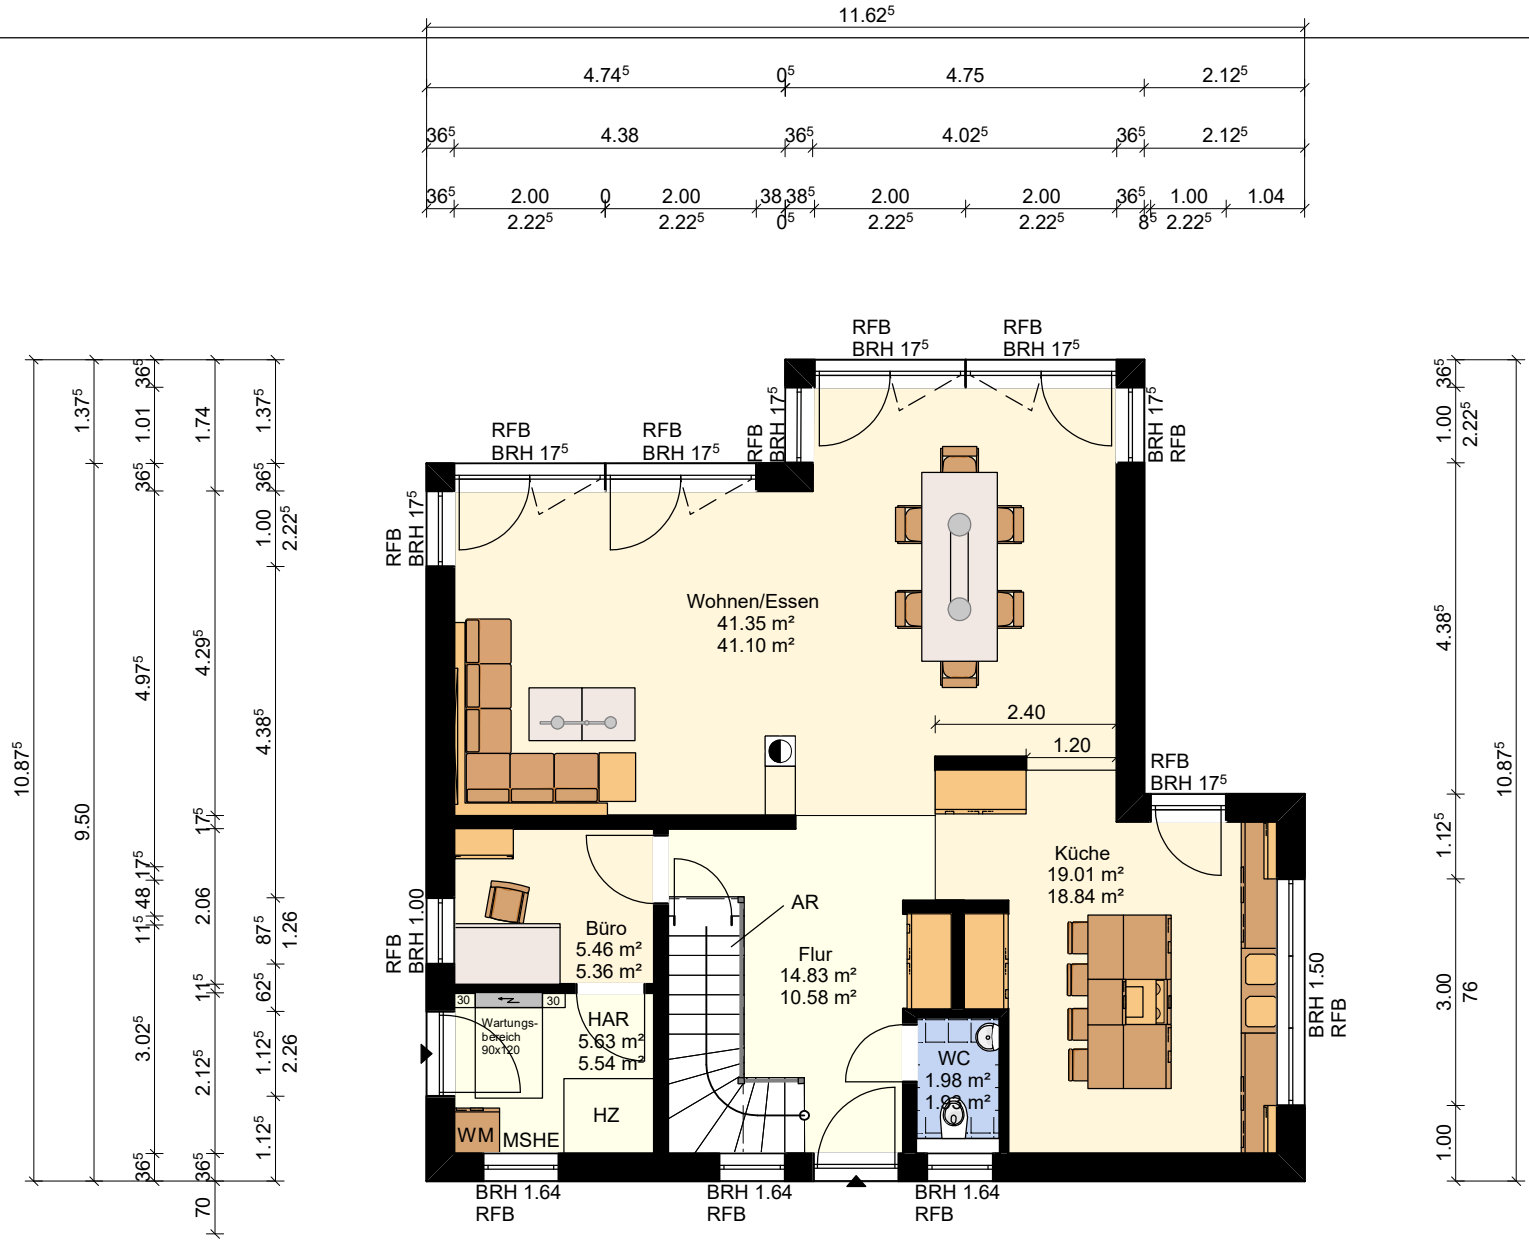 11.62⁵
4.74⁵ 0⁵ 4.75 2.12⁵
36⁵ 4.38 36⁵ 4.02⁵ 36⁵ 2.12⁵
36⁵ 2.00 0 2.00 38 38⁵ 2.00 2.00 36⁵ 1.00 1.04
2.22⁵ 2.22⁵ 0⁵ 2.22⁵ 2.22⁵ 8⁵ 2.22⁵
10.87⁵
1.37⁵
9.50
36⁵
1.01
36⁵
4.97⁵
17⁵
48
11⁵
3.02⁵
36⁵
1.74
4.29⁵
17⁵
2.06
11⁵
2.12⁵
36⁵
70
1.37⁵
36⁵
1.00
2.22⁵
4.38⁵
87⁵
1.26
62⁵
1.12⁵
2.26
1.12⁵
RFB
BRH 17⁵
RFB
BRH 17⁵
RFB
BRH 17⁵
RFB
BRH 17⁵
RFB
BRH 17⁵
BRH 17⁵
RFB
RFB
BRH 17⁵
Wohnen/Essen
41.35 m²
41.10 m²
2.40
1.20
RFB
BRH 17⁵
Küche
19.01 m²
18.84 m²
AR
Flur
14.83 m²
10.58 m²
Büro
5.46 m²
5.36 m²
RFB
BRH 1.00
30 30
Wartungs-
bereich
90x120
HAR
5.63 m²
5.54 m²
HZ
WM
MSHE
WC
1.98 m²
1.93 m²
BRH 1.50
RFB
BRH 1.64
RFB
BRH 1.64
RFB
BRH 1.64
RFB
36⁵
1.00
2.22⁵
4.38⁵
1.12⁵
3.00
76
1.00
10.87⁵